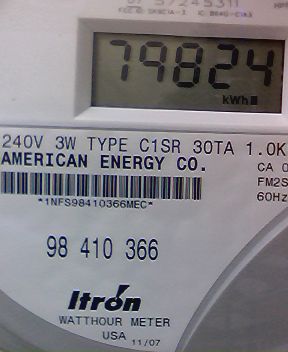 79824
kWh
240V 3W TYPE C1SR 30TA 1.0K
AMERICAN ENERGY CO.
CA
FM2S
60Hz
*1NFS98410366MEC*
98 410 366
Itron
WATTHOUR METER
USA 11/07